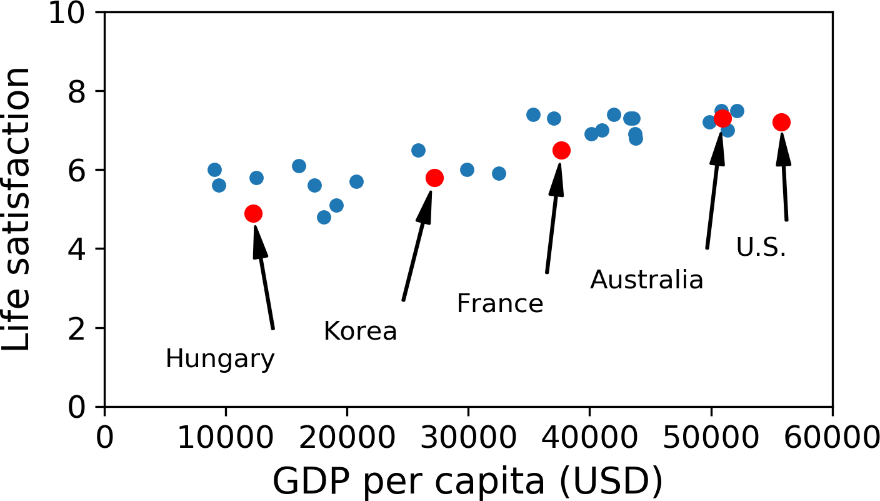 Life satisfaction
10
8
6
4
2
0
Hungary
Korea
France
Australia
U.S.
0 10000 20000 30000 40000 50000 60000
GDP per capita (USD)